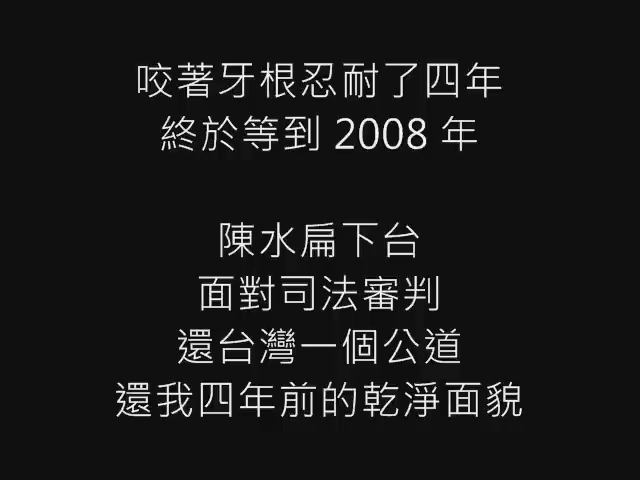 咬著牙根忍耐了四年
終於等到 2008 年
陳水扁下台
面對司法審判
還台灣一個公道
還我四年前的乾淨面貌